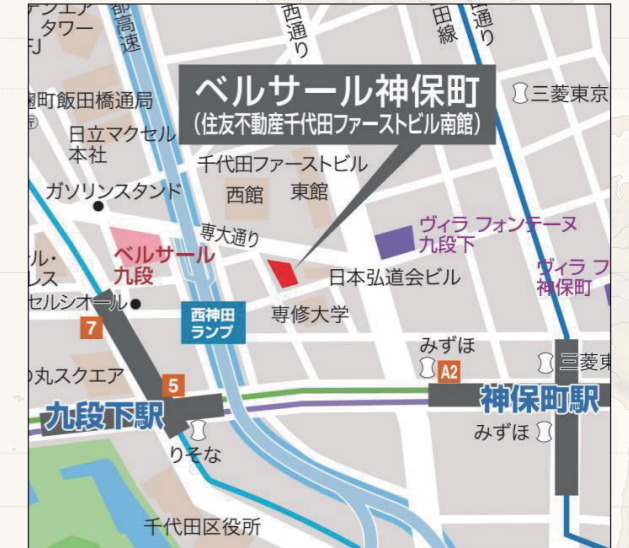 タワー
都高速
西通り
田線
通り
ベルサール神保町
(住友不動産千代田ファーストビル南館)
町飯田橋通局
三菱東京
日立マクセル
本社
千代田ファーストビル
西館
東館
ガソリンスタンド
専大通り
ヴィラ フォンテーヌ
九段下
ベルサール
九段
日本弘道会ビル
ヴィラ フ
神保町
ル・
レス
セルシオール
西神田
ランプ
専修大学
7
みずほ
A2
三菱東
の丸スクエア
5
九段下駅
神保町駅
みずほ
りそな
千代田区役所